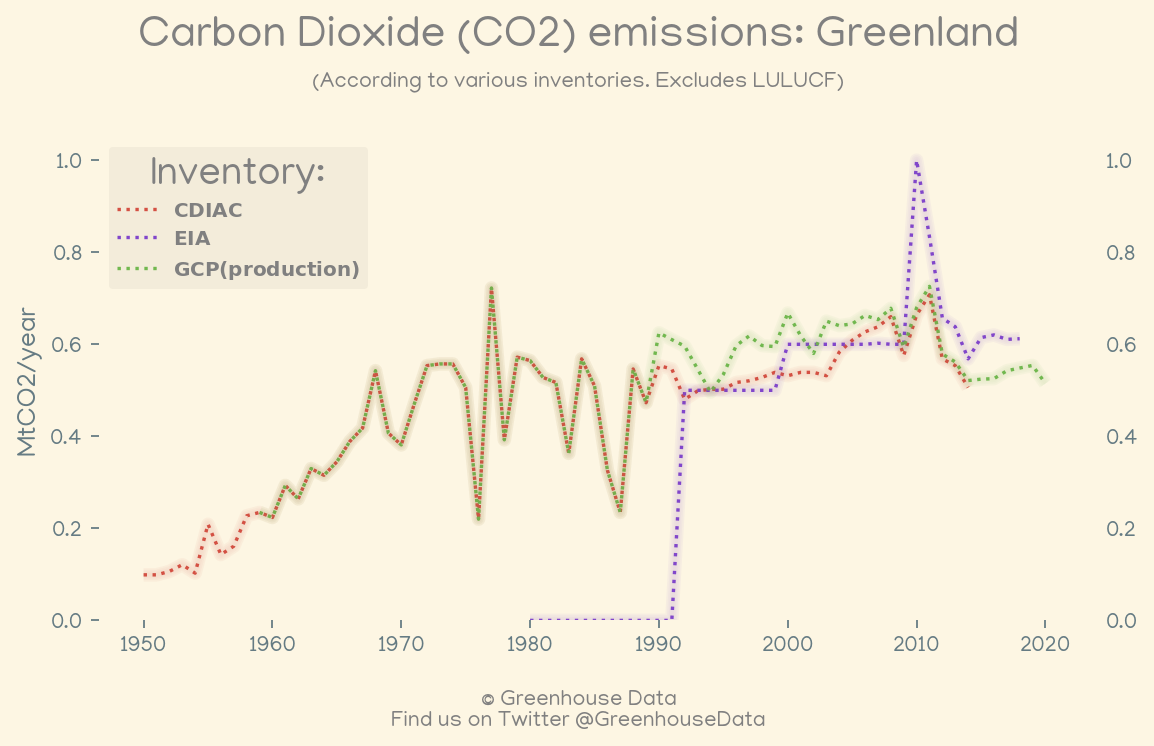 Carbon Dioxide (CO2) emissions: Greenland
(According to various inventories. Excludes LULUCF)
Inventory:
CDIAC
EIA
GCP(production)
MtCO2/year
1.0
0.8
0.6
0.4
0.2
0.0
1.0
0.8
0.6
0.4
0.2
0.0
1950 1960 1970 1980 1990 2000 2010 2020
© Greenhouse Data
Find us on Twitter @GreenhouseData